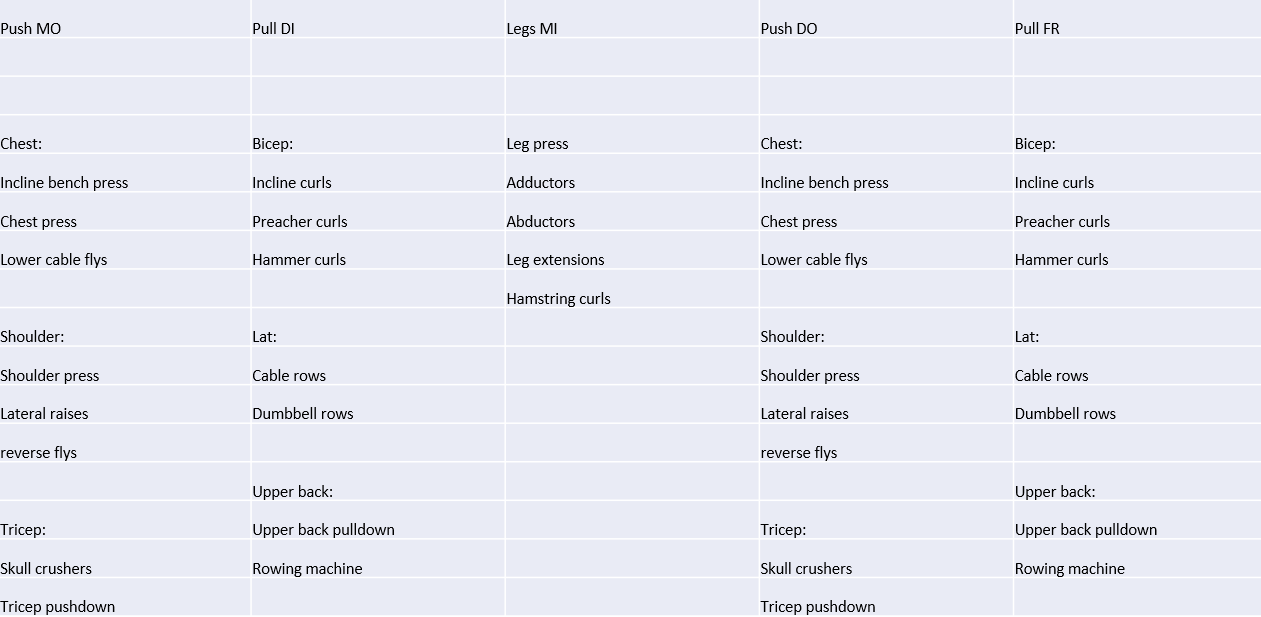 Push MO
Pull DI
Legs MI
Push DO
Pull FR
Chest:
Bicep:
Leg press
Chest:
Bicep:
Incline bench press
Incline curls
Adductors
Incline bench press
Incline curls
Chest press
Preacher curls
Abductors
Chest press
Preacher curls
Lower cable flys
Hammer curls
Leg extensions
Lower cable flys
Hammer curls
Hamstring curls
Shoulder:
Lat:
Shoulder:
Lat:
Shoulder press
Cable rows
Shoulder press
Cable rows
Lateral raises
Dumbbell rows
Lateral raises
Dumbbell rows
reverse flys
reverse flys
Upper back:
Upper back:
Tricep:
Upper back pulldown
Tricep:
Upper back pulldown
Skull crushers
Rowing machine
Skull crushers
Rowing machine
Tricep pushdown
Tricep pushdown